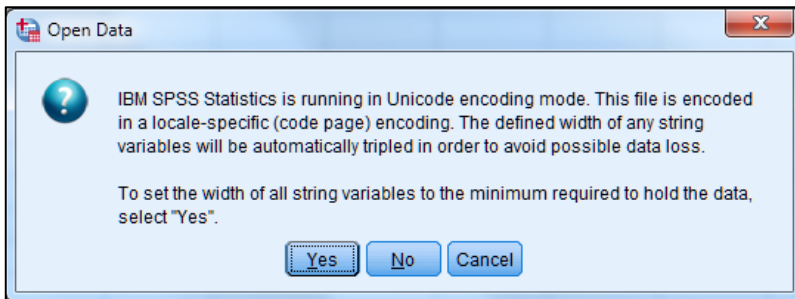 Open Data
IBM SPSS Statistics is running in Unicode encoding mode. This file is encoded
in a locale-specific (code page) encoding. The defined width of any string
variables will be automatically tripled in order to avoid possible data loss.
To set the width of all string variables to the minimum required to hold the data,
select "Yes".
Yes No Cancel